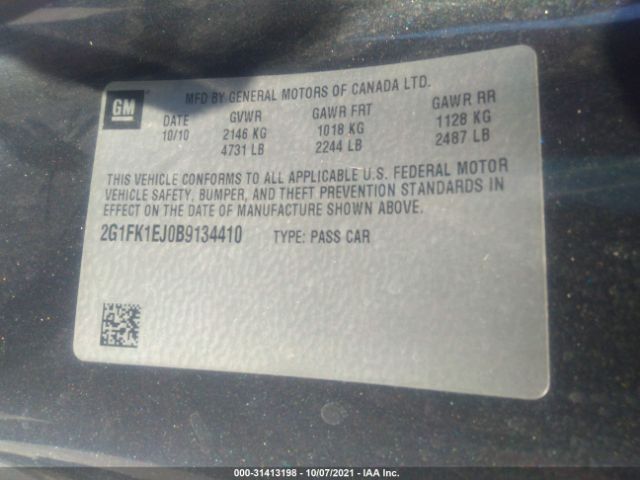 GM
MFD BY GENERAL MOTORS OF CANADA LTD.
DATE GVWR GAWR FRT GAWR RR
10/10 2146 KG 1018 KG 1128 KG
4731 LB 2244 LB 2487 LB
THIS VEHICLE CONFORMS TO ALL APPLICABLE U.S. FEDERAL MOTOR
VEHICLE SAFETY, BUMPER, AND THEFT PREVENTION STANDARDS IN
EFFECT ON THE DATE OF MANUFACTURE SHOWN ABOVE.
2G1FK1EJ0B9134410 TYPE: PASS CAR
000-31413198 - 10/07/2021 - IAA Inc.